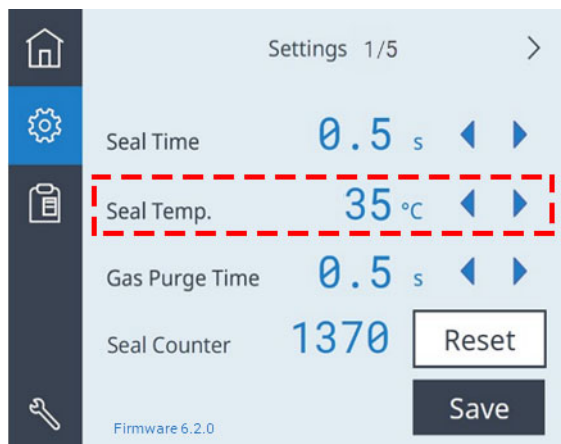 Settings 1/5 >
Seal Time 0.5 s
Seal Temp. 35 °C
Gas Purge Time 0.5 s
Seal Counter 1370 Reset
Save
Firmware 6.2.0